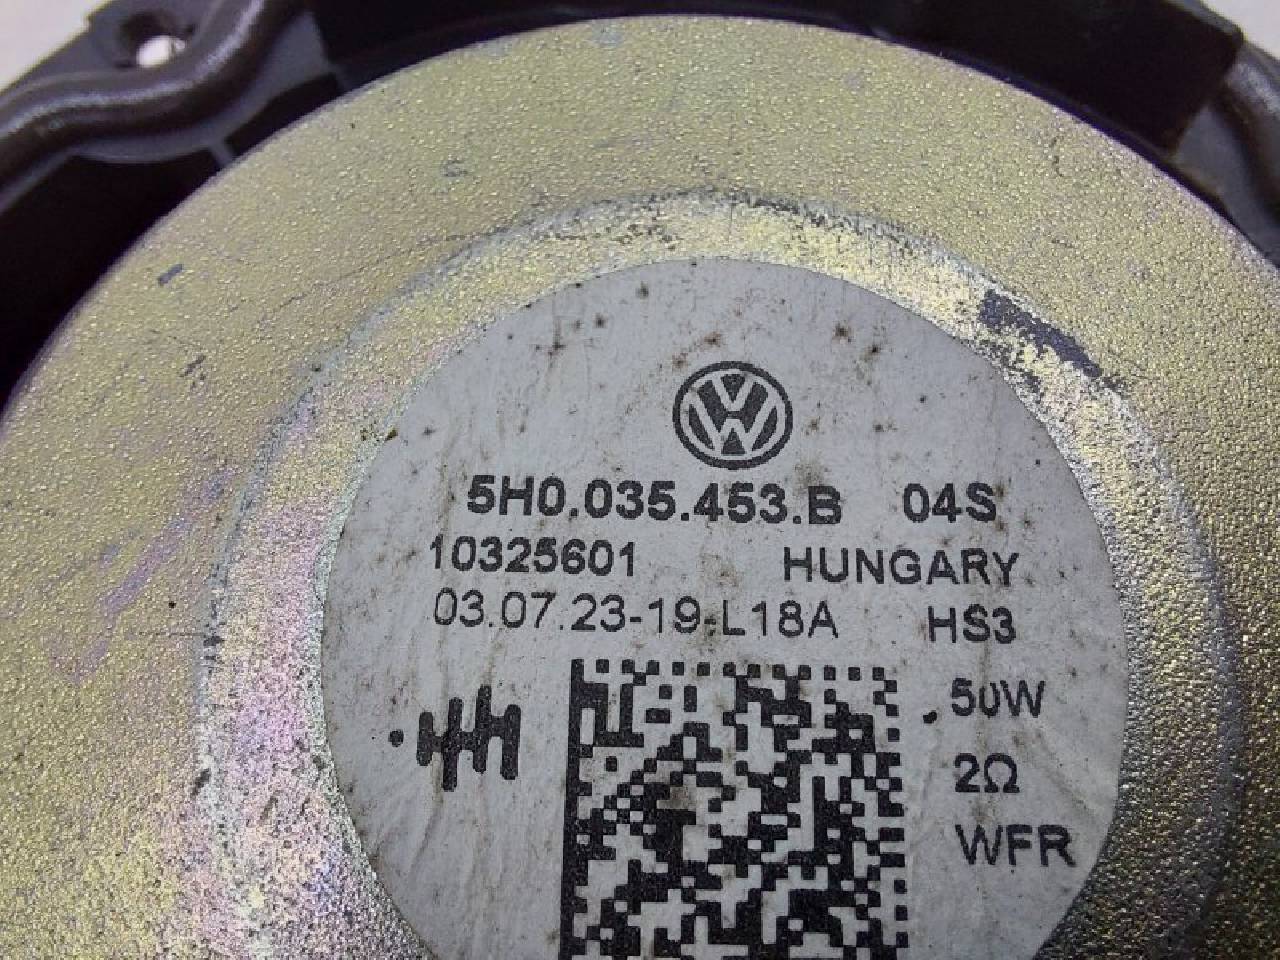 5H0.035.453.B 04S
10325601 HUNGARY
03.07.23-19-L18A HS3
50W
2Ω
WFR